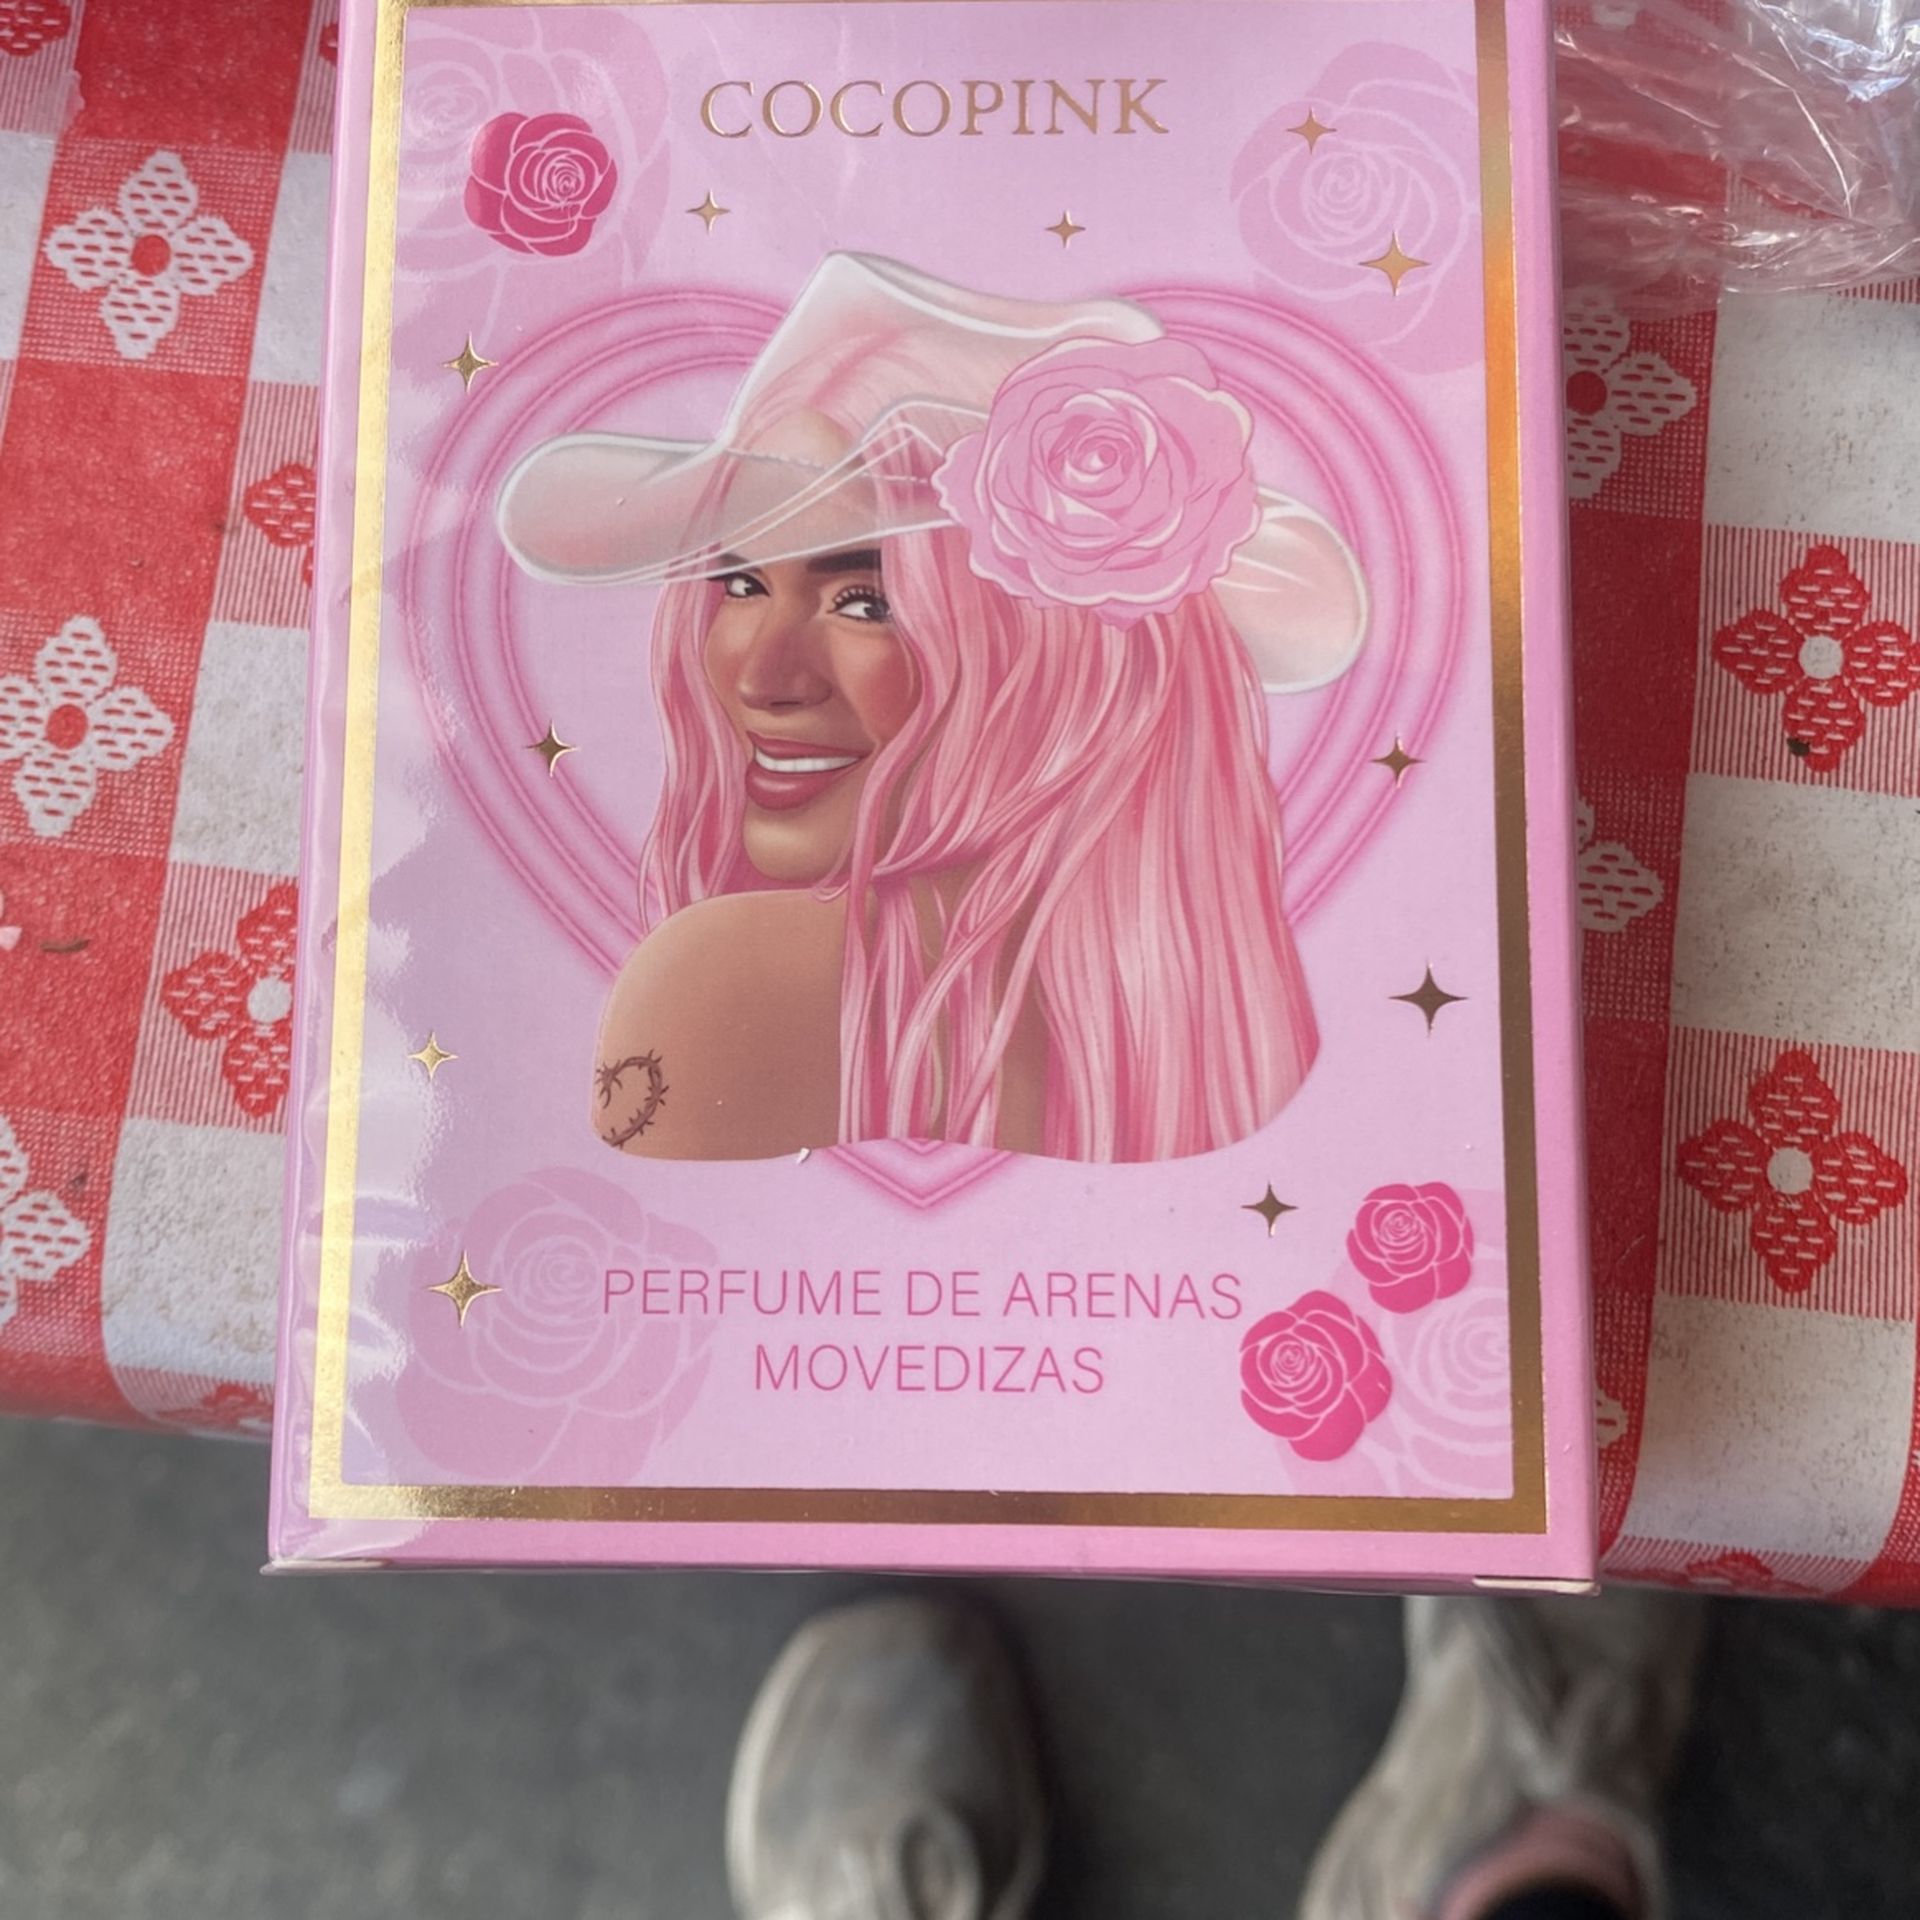 COCOPINK
PERFUME DE ARENAS
MOVEDIZAS